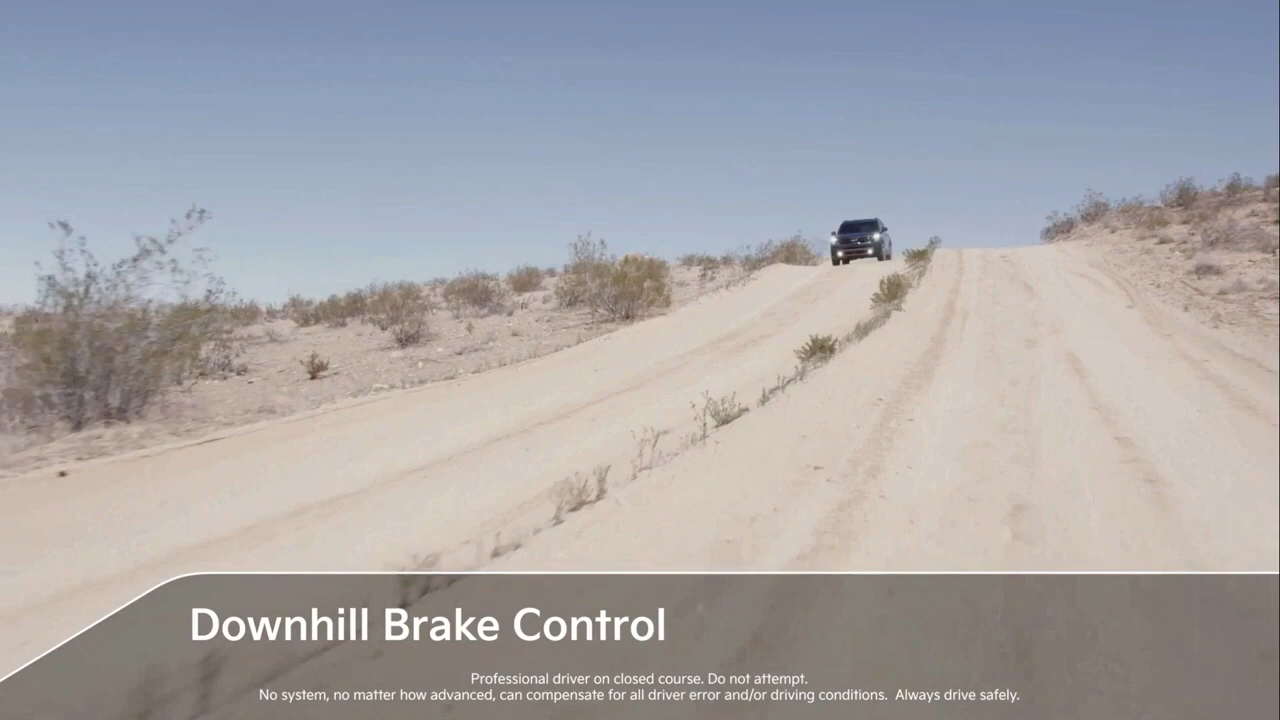 Downhill Brake Control
Professional driver on closed course. Do not attempt.
No system, no matter how advanced, can compensate for all driver error and/or driving conditions.  Always drive safely.